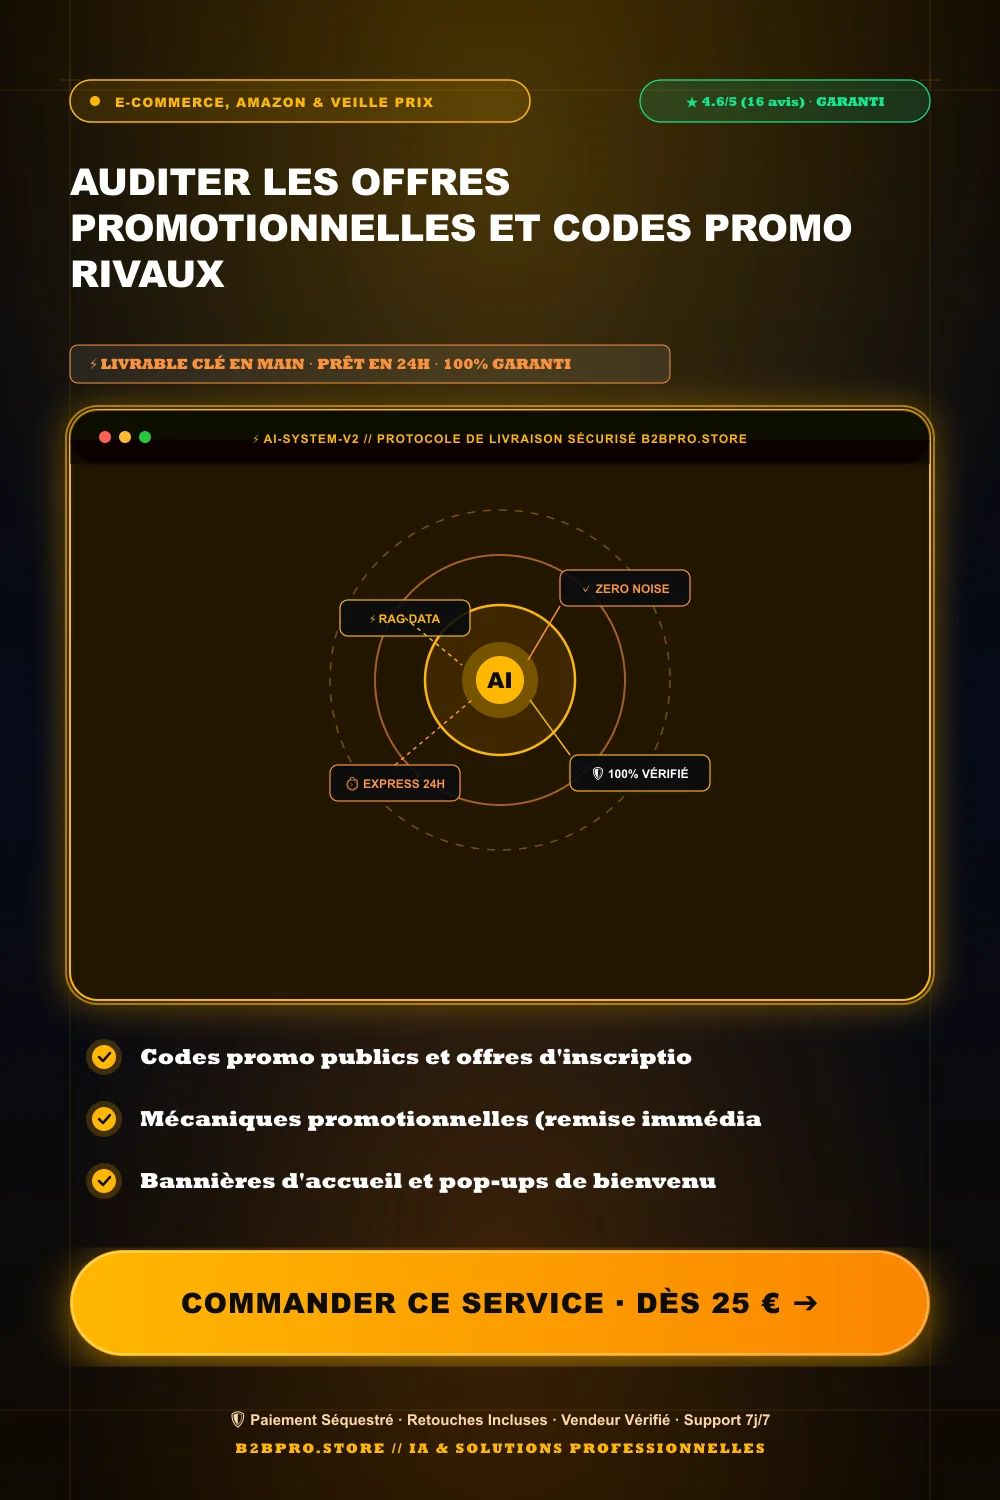 E-COMMERCE, AMAZON & VEILLE PRIX
★ 4.6/5 (16 avis) · GARANTI
AUDITER LES OFFRES
PROMOTIONNELLES ET CODES PROMO
RIVAUX
⚡ LIVRABLE CLÉ EN MAIN · PRÊT EN 24H · 100% GARANTI
⚡ AI-SYSTEM-V2 // PROTOCOLE DE LIVRAISON SÉCURISÉ B2BPRO.STORE
✓ ZERO NOISE
⚡ RAG DATA
AI
⏱ EXPRESS 24H
🛡 100% VÉRIFIÉ
Codes promo publics et offres d'inscriptio
Mécaniques promotionnelles (remise immédia
Bannières d'accueil et pop-ups de bienvenu
COMMANDER CE SERVICE · DÈS 25 € ➔
🛡 Paiement Séquestré · Retouches Incluses · Vendeur Vérifié · Support 7j/7
B2BPRO.STORE // IA & SOLUTIONS PROFESSIONNELLES